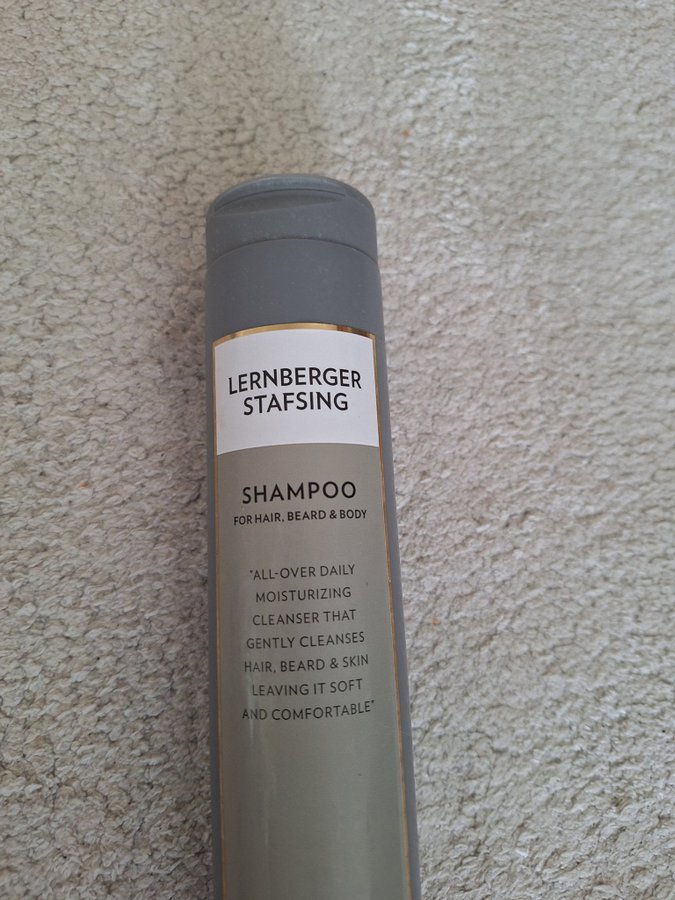 LERNBERGER
STAFSING
SHAMPOO
FOR HAIR, BEARD & BODY
"ALL-OVER DAILY
MOISTURIZING
CLEANSER THAT
GENTLY CLEANSES
HAIR, BEARD & SKIN
LEAVING IT SOFT
AND COMFORTABLE"